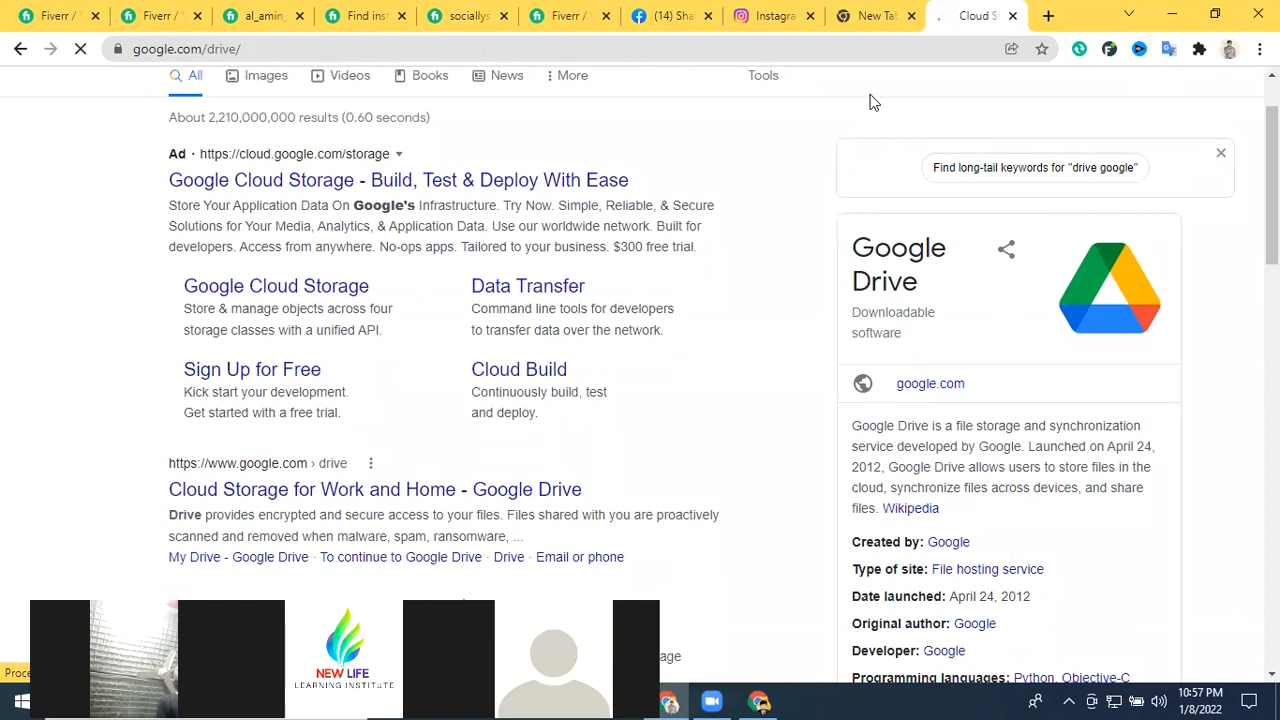 Fiverr /
al_amin_
Find inst
socially
Fiverr /
(14) Sha
Instagra
New Tab
Cloud S
google.com/drive/
All
Images
Videos
Books
News
More
Tools
About 2,210,000,000 results (0.60 seconds)
Ad · https://cloud.google.com/storage
Google Cloud Storage - Build, Test & Deploy With Ease
Store Your Application Data On Google's Infrastructure. Try Now. Simple, Reliable, & Secure
Solutions for Your Media, Analytics, & Application Data. Use our worldwide network. Built for
developers. Access from anywhere. No-ops apps. Tailored to your business. $300 free trial.
Google Cloud Storage
Store & manage objects across four
storage classes with a unified API.
Data Transfer
Command line tools for developers
to transfer data over the network.
Sign Up for Free
Kick start your development.
Get started with a free trial.
Cloud Build
Continuously build, test
and deploy.
https://www.google.com › drive
Cloud Storage for Work and Home - Google Drive
Drive provides encrypted and secure access to your files. Files shared with you are proactively
scanned and removed when malware, spam, ransomware, ...
My Drive - Google Drive · To continue to Google Drive · Drive · Email or phone
Find long-tail keywords for "drive google"
Google
Drive
Downloadable
software
google.com
Google Drive is a file storage and synchronization
service developed by Google. Launched on April 24,
2012, Google Drive allows users to store files in the
cloud, synchronize files across devices, and share
files. Wikipedia
Created by: Google
Type of site: File hosting service
Date launched: April 24, 2012
Original author: Google
Developer: Google
Programming languages: Python, Objective-C
NEW LIFE
LEARNING INSTITUTE
10:57 PM
1/8/2022